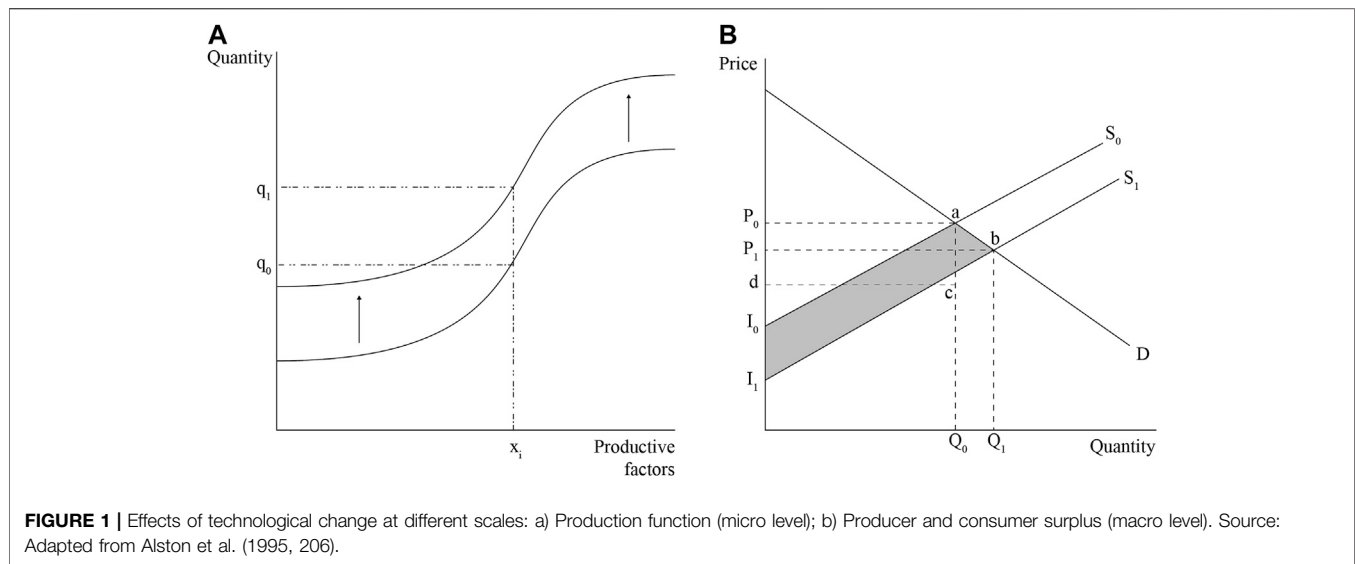 A
Quantity
q₁
q₀
xᵢ
Productive
factors
B
Price
P₀
P₁
d
I₀
I₁
a
b
c
S₀
S₁
D
Q₀
Q₁
Quantity
FIGURE 1 | Effects of technological change at different scales: a) Production function (micro level); b) Producer and consumer surplus (macro level). Source:
Adapted from Alston et al. (1995, 206).